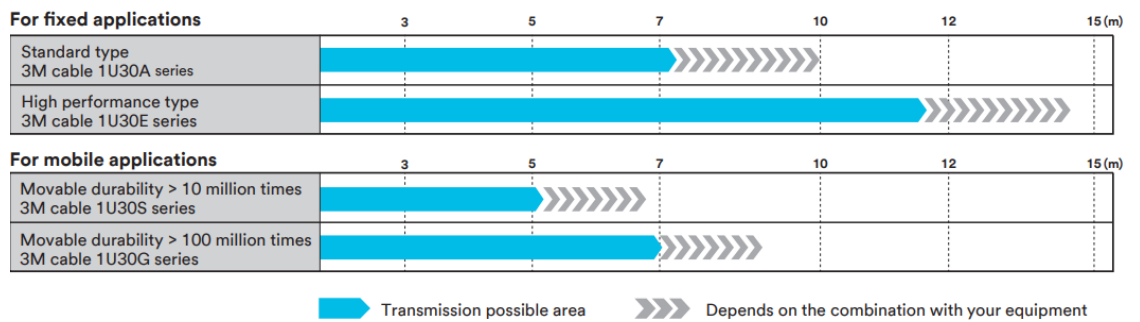 For fixed applications
3 5 7 10 12 15 (m)
Standard type
3M cable 1U30A series
High performance type
3M cable 1U30E series
For mobile applications
3 5 7 10 12 15 (m)
Movable durability > 10 million times
3M cable 1U30S series
Movable durability > 100 million times
3M cable 1U30G series
Transmission possible area
Depends on the combination with your equipment